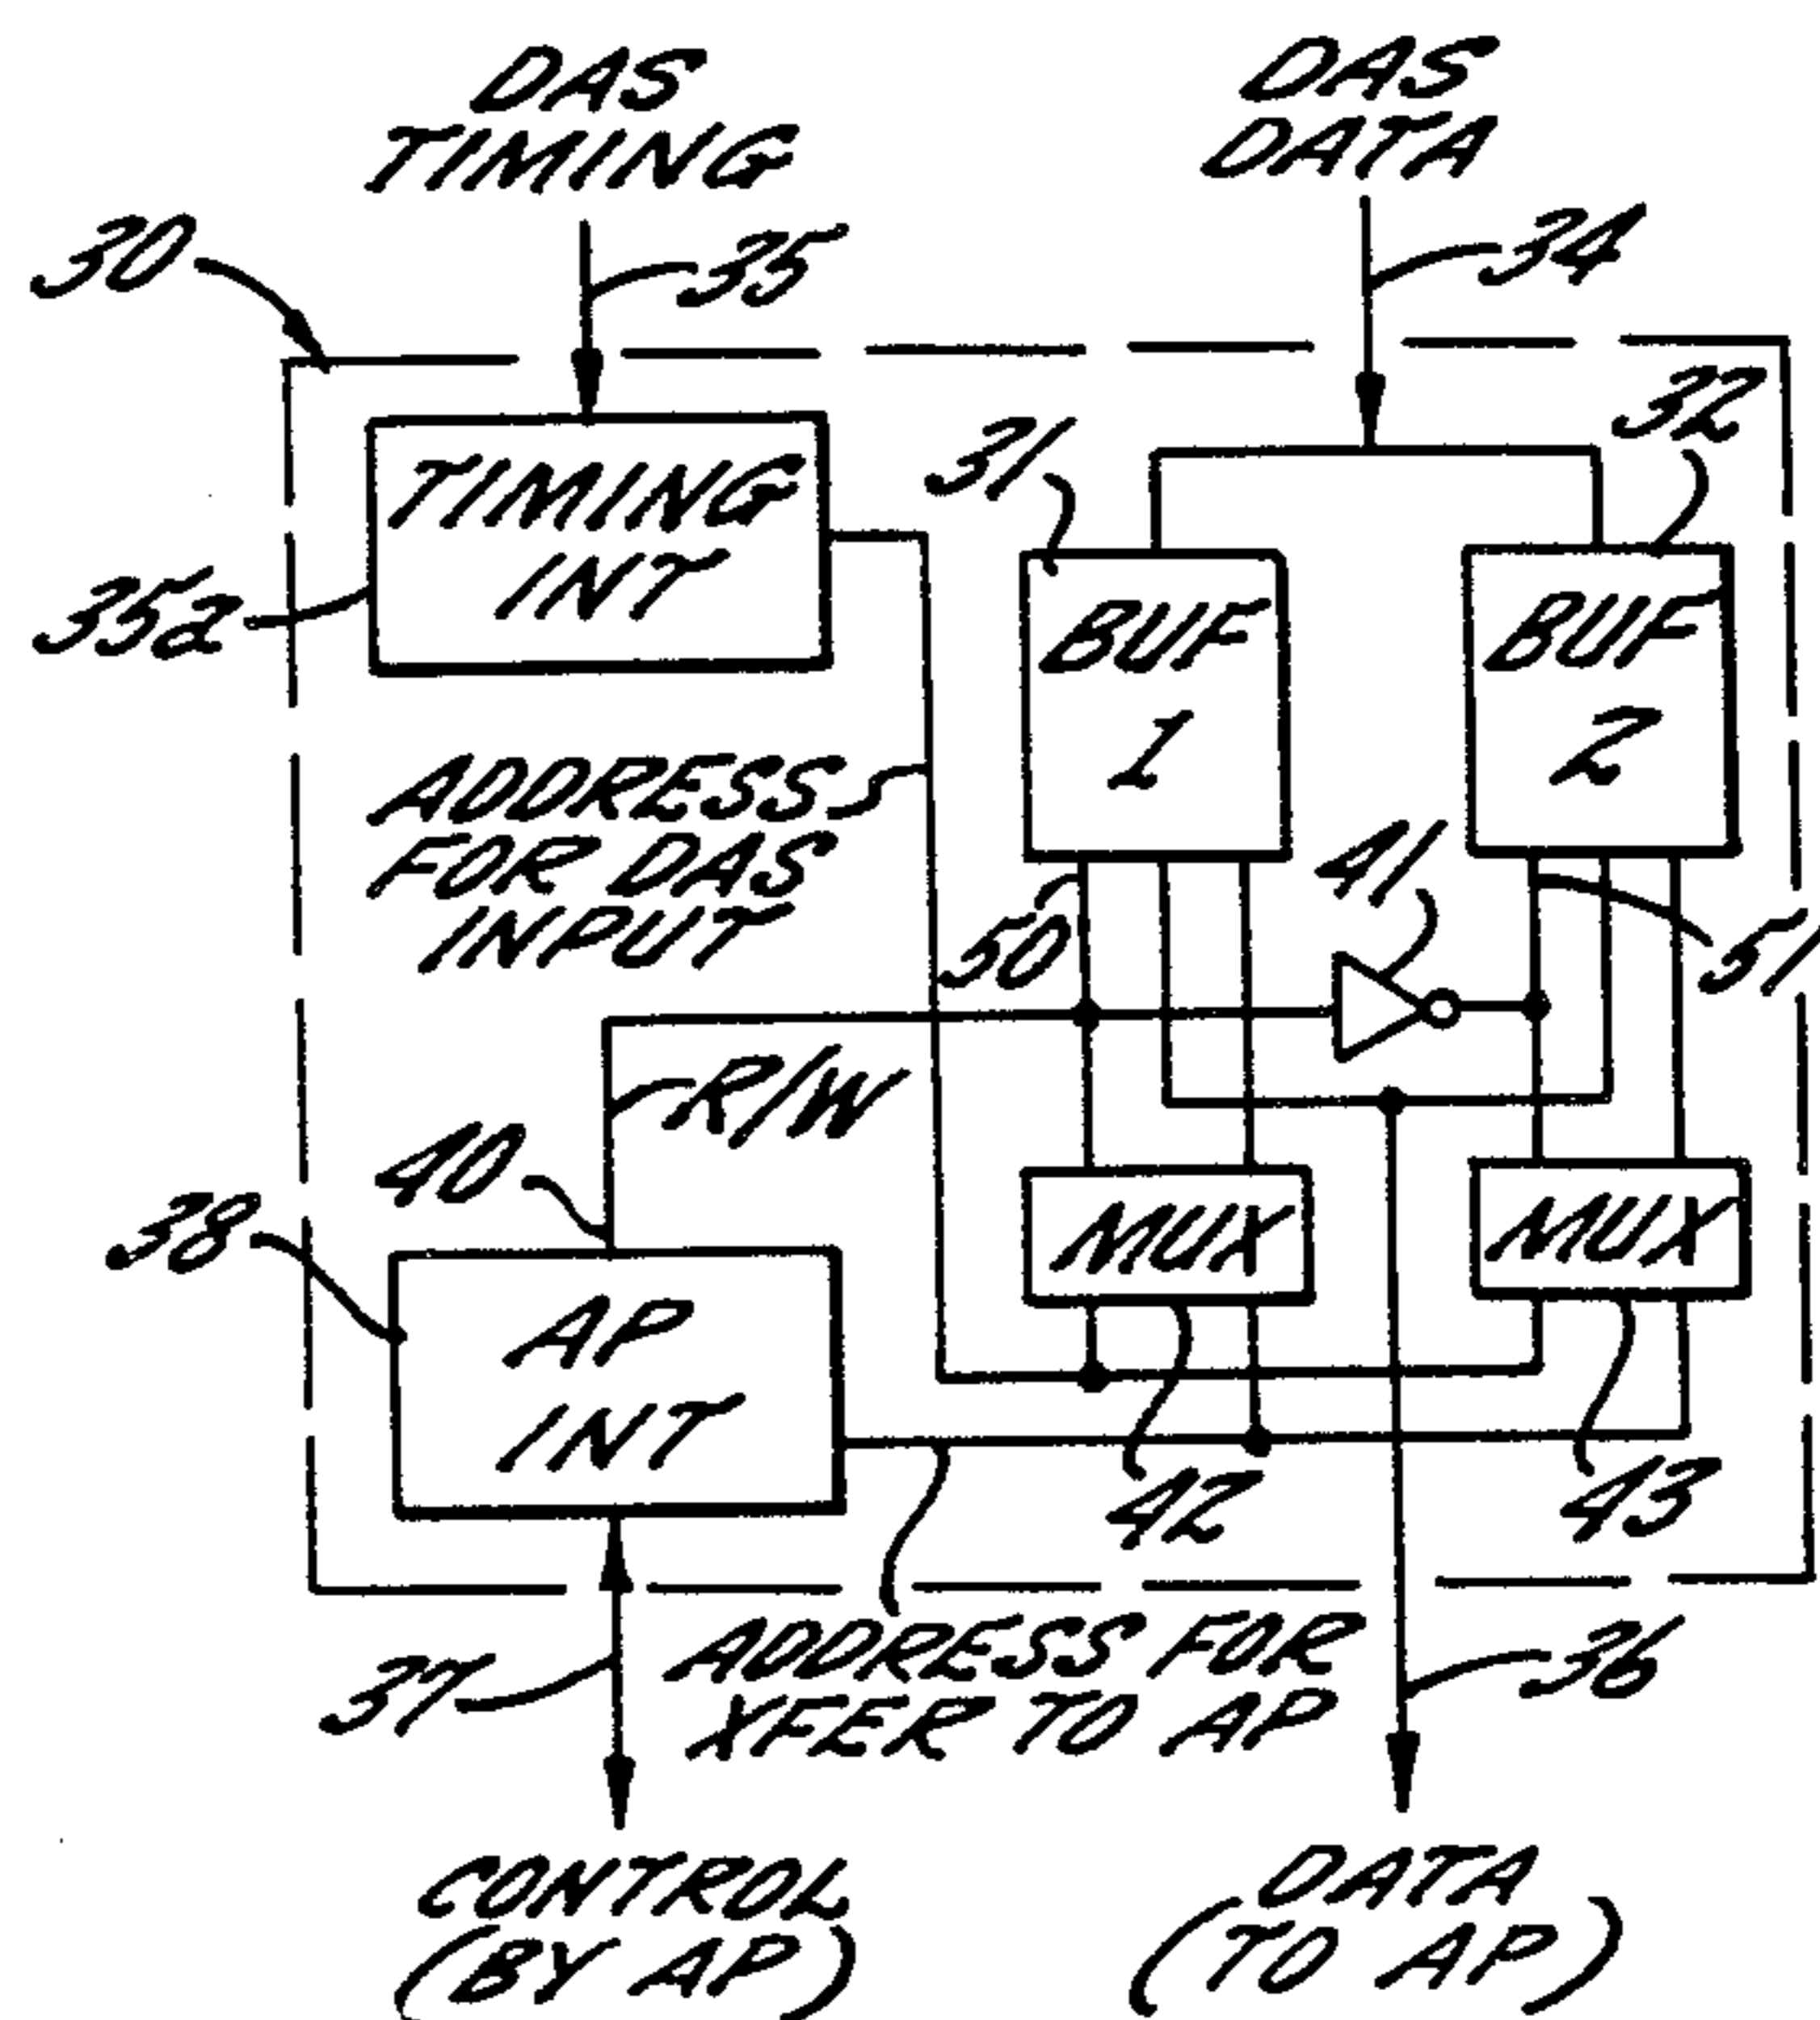 DAS
TIMING
DAS
DATA
30
35
34
32
31
TIMING
INT
35a
BUF
1
BUF
2
ADDRESS
FOR DAS
INPUT
41
50
51
R/W
40
38
MUX
MUX
AP
INT
42
43
37
ADDRESS FOR
XFER TO AP
36
CONTROL
(BY AP)
DATA
(TO AP)